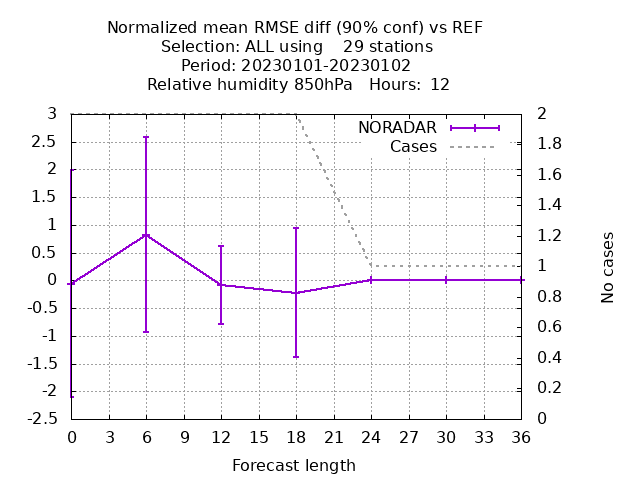 Normalized mean RMSE diff (90% conf) vs REF
Selection: ALL using    29 stations
Period: 20230101-20230102
Relative humidity 850hPa   Hours:  12
NORADAR
Cases
3
2.5
2
1.5
1
0.5
0
-0.5
-1
-1.5
-2
-2.5
2
1.8
1.6
1.4
1.2
1
0.8
0.6
0.4
0.2
0
No cases
0 3 6 9 12 15 18 21 24 27 30 33 36
Forecast length